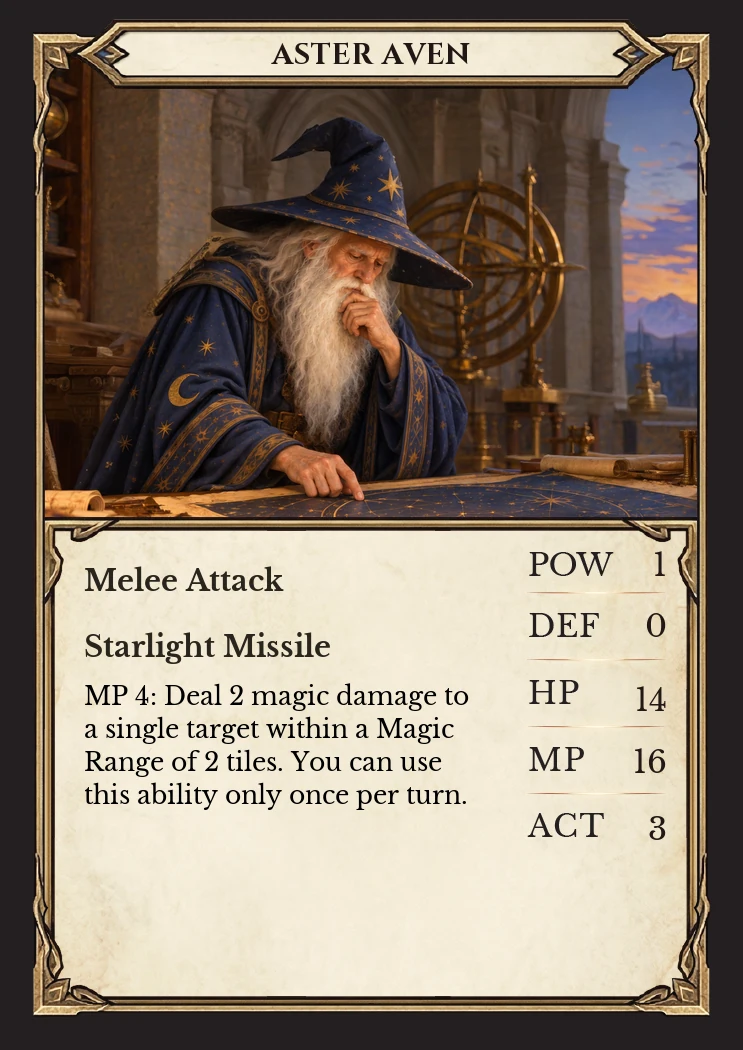 ASTER AVEN
Melee Attack
Starlight Missile
MP 4: Deal 2 magic damage to
a single target within a Magic
Range of 2 tiles. You can use
this ability only once per turn.
POW 1
DEF 0
HP 14
MP 16
ACT 3